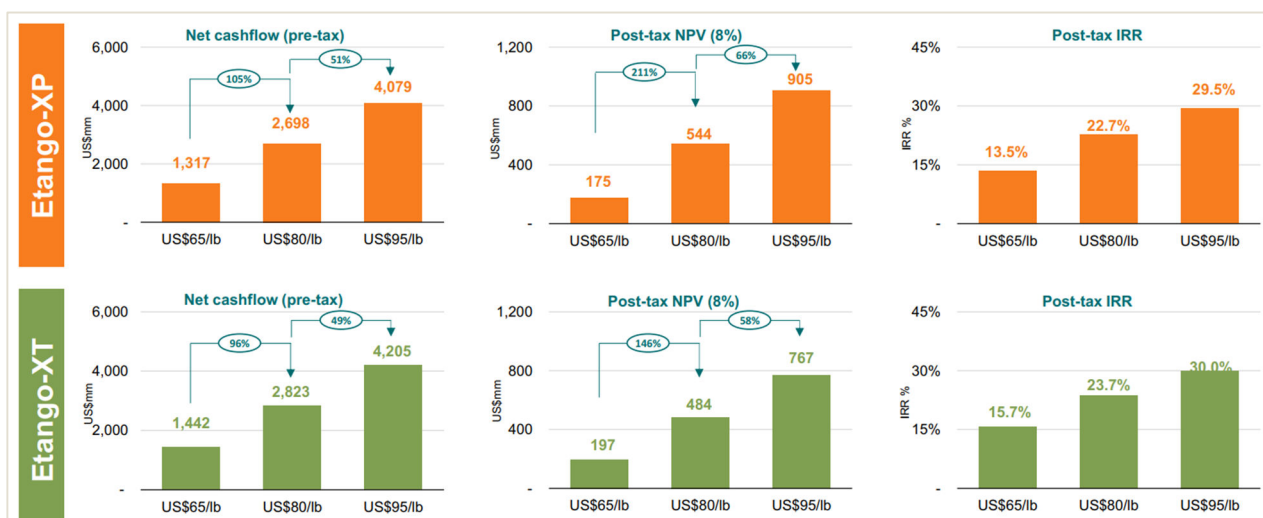 Etango-XP
Net cashflow (pre-tax)
US$mm
6,000
4,000
2,000
-
105%
51%
1,317
2,698
4,079
US$65/lb
US$80/lb
US$95/lb
Post-tax NPV (8%)
US$mm
1,200
800
400
-
211%
66%
175
544
905
US$65/lb
US$80/lb
US$95/lb
Post-tax IRR
IRR %
45%
30%
15%
-
13.5%
22.7%
29.5%
US$65/lb
US$80/lb
US$95/lb
Etango-XT
Net cashflow (pre-tax)
US$mm
6,000
4,000
2,000
-
96%
49%
1,442
2,823
4,205
US$65/lb
US$80/lb
US$95/lb
Post-tax NPV (8%)
US$mm
1,200
800
400
-
146%
58%
197
484
767
US$65/lb
US$80/lb
US$95/lb
Post-tax IRR
IRR %
45%
30%
15%
-
15.7%
23.7%
30.0%
US$65/lb
US$80/lb
US$95/lb